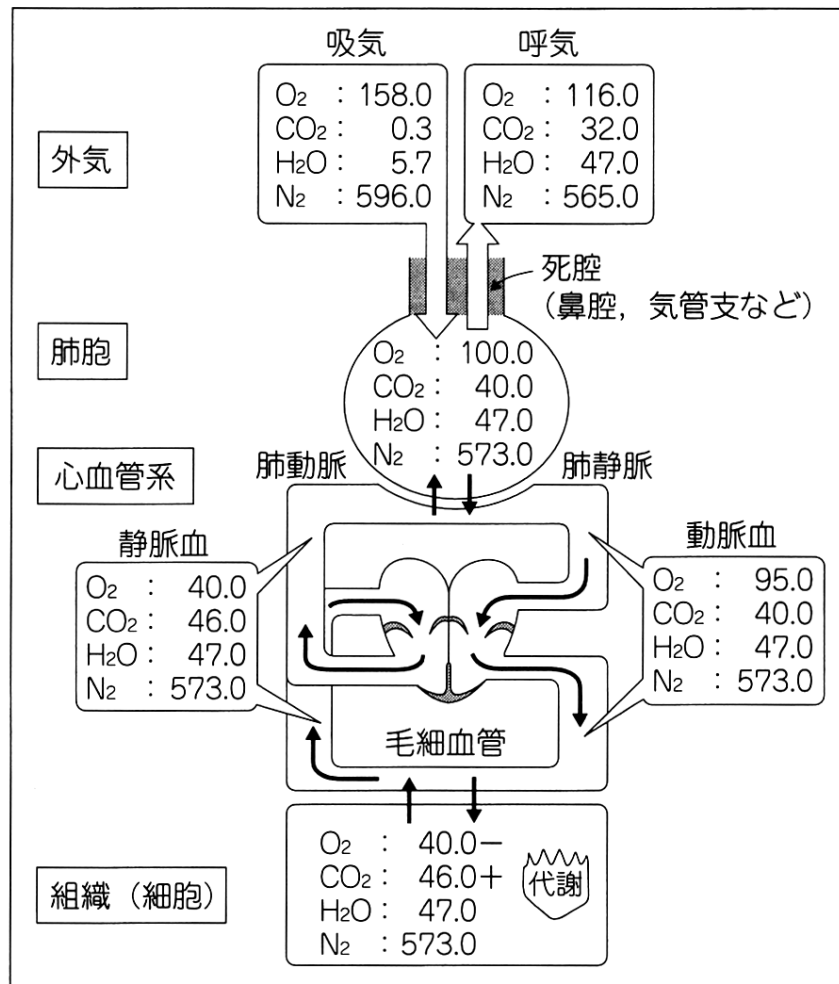 吸気
呼気
O2 : 158.0
CO2 : 0.3
H2O : 5.7
N2 : 596.0
O2 : 116.0
CO2 : 32.0
H2O : 47.0
N2 : 565.0
外気
死腔
(鼻腔，気管支など)
肺胞
O2 : 100.0
CO2 : 40.0
H2O : 47.0
N2 : 573.0
心血管系
肺動脈
肺静脈
静脈血
O2 : 40.0
CO2 : 46.0
H2O : 47.0
N2 : 573.0
動脈血
O2 : 95.0
CO2 : 40.0
H2O : 47.0
N2 : 573.0
毛細血管
組織（細胞）
O2 : 40.0−
CO2 : 46.0+
H2O : 47.0
N2 : 573.0
代謝